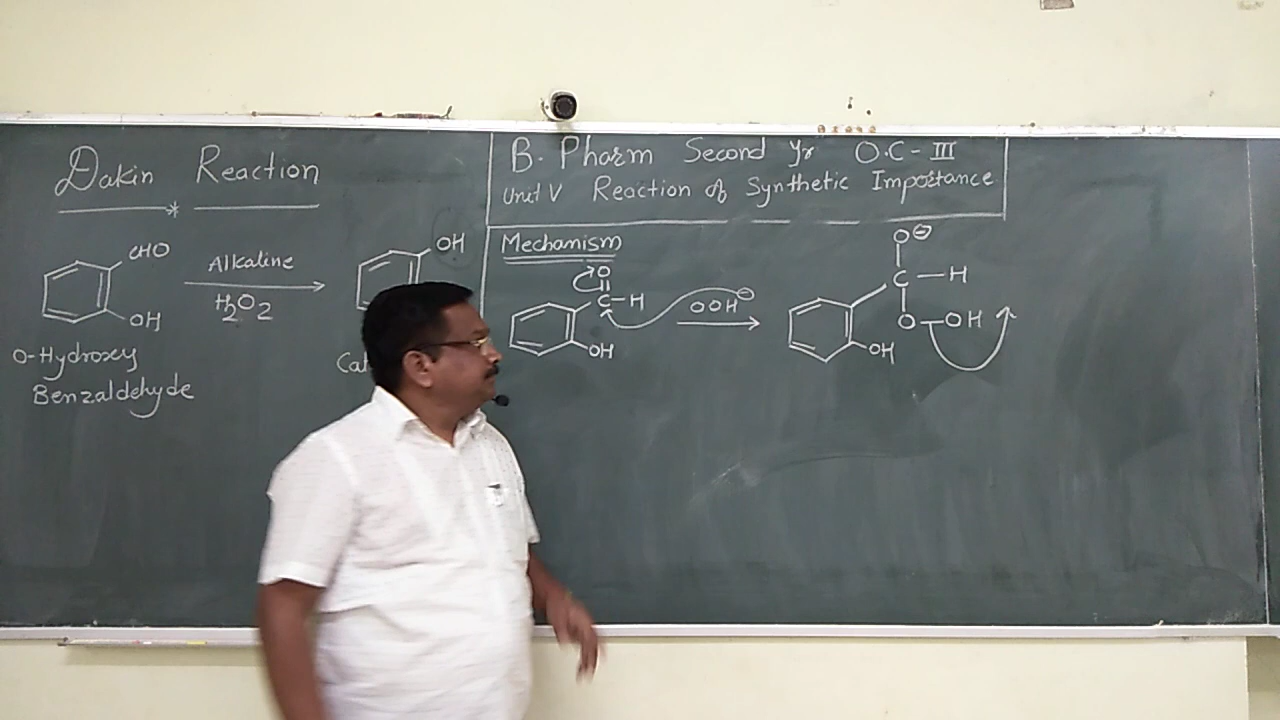 Dakin Reaction
CHO
OH
Alkaline
H2O2
OH
O-Hydroxy
Benzaldehyde
B. Pharm Second Yr O.C-III
Unit V Reaction of Synthetic Importance
Mechanism
O
C-H
OH
OOH⊖
O⊖
C-H
O-OH
OH